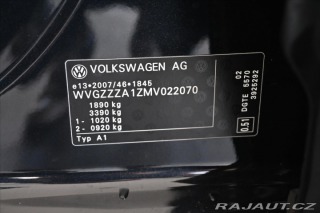 VOLKSWAGEN AG
e13*2007/46*1845
WVGZZZA1ZMV022070
1890 kg
3390 kg
1- 1020 kg
2- 0920 kg
Typ A1
0.51
DGTE 5570
02
3925292
RAJAUT.CZ